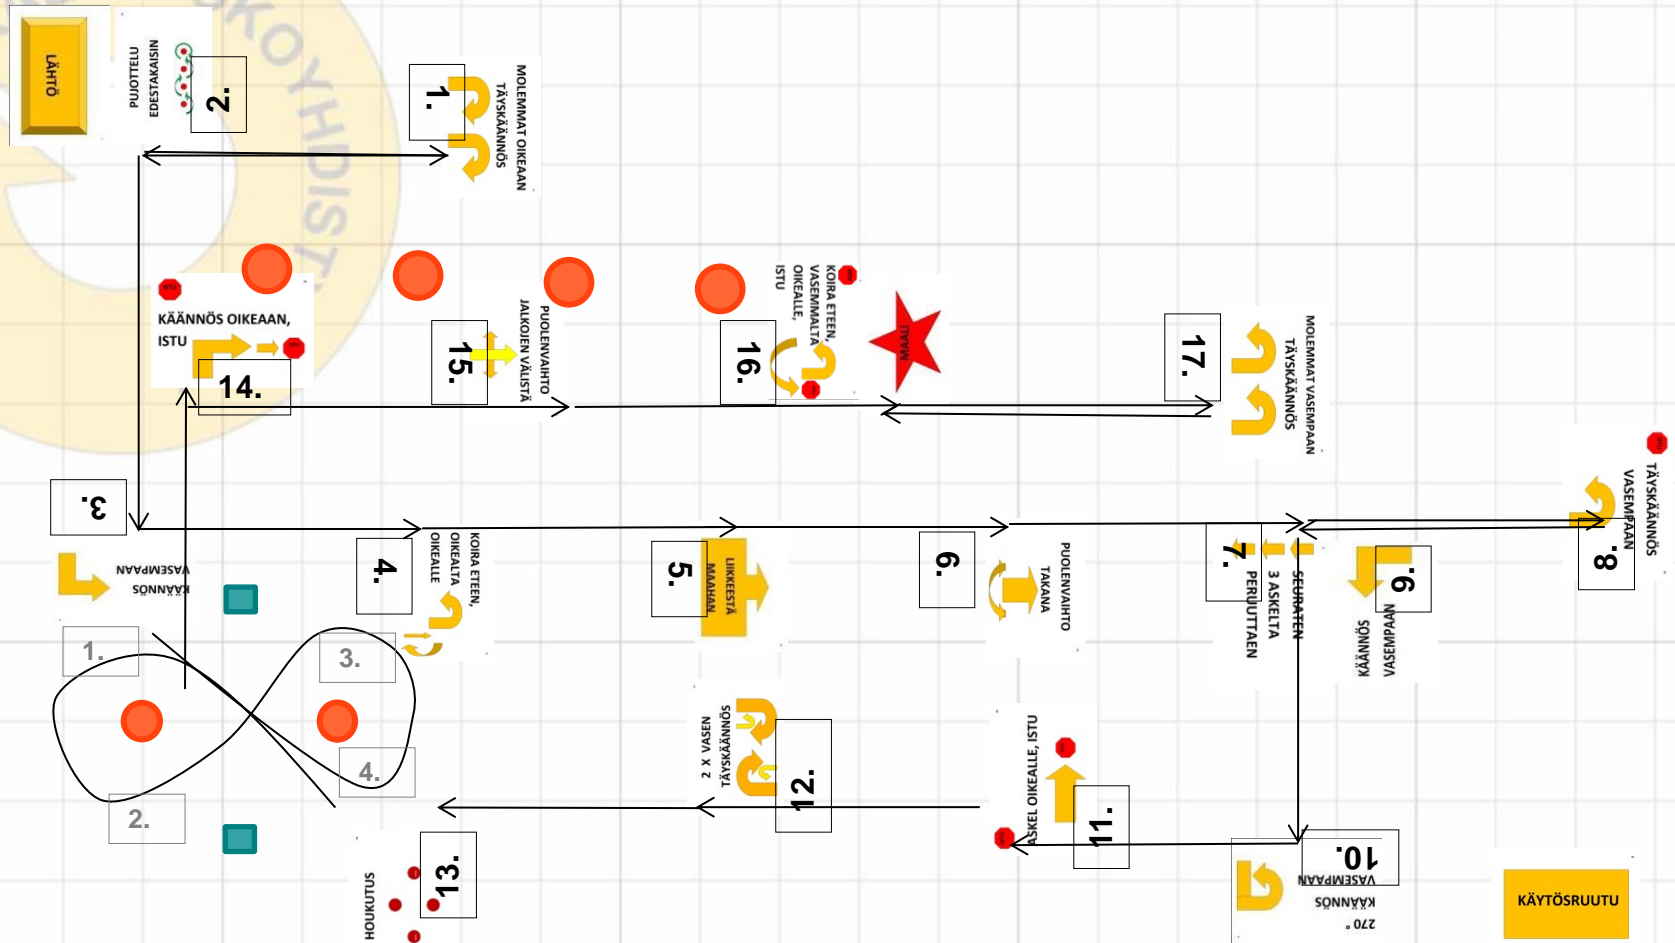 LÄHTÖ
PUJOTTELU
EDESTAKAISIN
2.
1.
MOLEMMAT OIKEAAN
TÄYSKÄÄNNÖS
KOYHDIST
KÄÄNNÖS OIKEAAN,
ISTU
14.
15.
PUOLENVAIHTO
JALKOJEN VÄLISTÄ
16.
KOIRA ETEEN,
VASEMMALTA
OIKEALLE,
ISTU
MAALI
17.
MOLEMMAT VASEMPAAN
TÄYSKÄÄNNÖS
3.
KÄÄNNÖS
VASEMPAAN
4.
KOIRA ETEEN,
OIKEALTA
OIKEALLE
5.
LIIKKEESTÄ
MAAHAN
6.
PUOLENVAIHTO
TAKANA
7.
SEURATEN
3 ASKELTA
PERUUTTAEN
8.
TÄYSKÄÄNNÖS
VASEMPAAN
9.
KÄÄNNÖS
VASEMPAAN
10.
270°
KÄÄNNÖS
VASEMPAAN
11.
ASKEL OIKEALLE, ISTU
12.
2 X VASEN
TÄYSKÄÄNNÖS
13.
HOUKUTUS
1.
2.
3.
4.
KÄYTÖSRUUTU